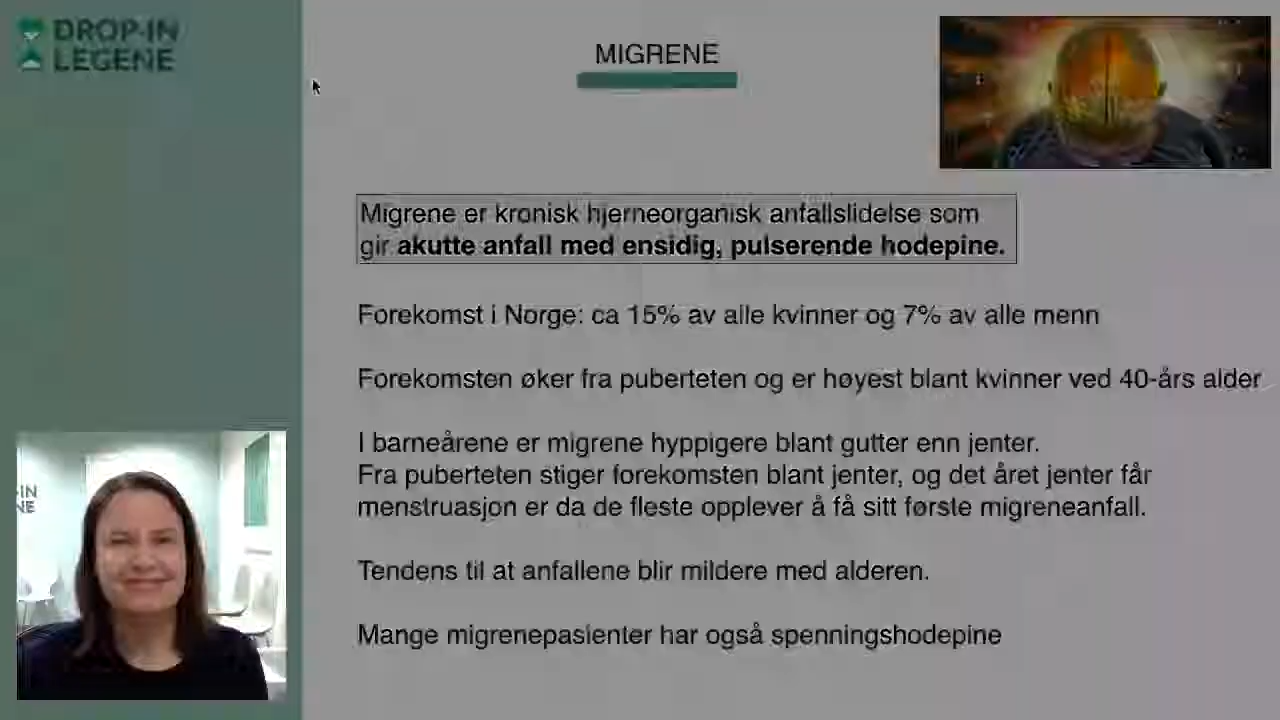 DROP-IN
LEGENE
MIGRENE
Migrene er kronisk hjerneorganisk anfallslidelse som
gir akutte anfall med ensidig, pulserende hodepine.
Forekomst i Norge: ca 15% av alle kvinner og 7% av alle menn
Forekomsten øker fra puberteten og er høyest blant kvinner ved 40-års alder
I barneårene er migrene hyppigere blant gutter enn jenter.
Fra puberteten stiger forekomsten blant jenter, og det året jenter får
menstruasjon er da de fleste opplever å få sitt første migreneanfall.
Tendens til at anfallene blir mildere med alderen.
Mange migrenepasienter har også spenningshodepine
-IN
NE